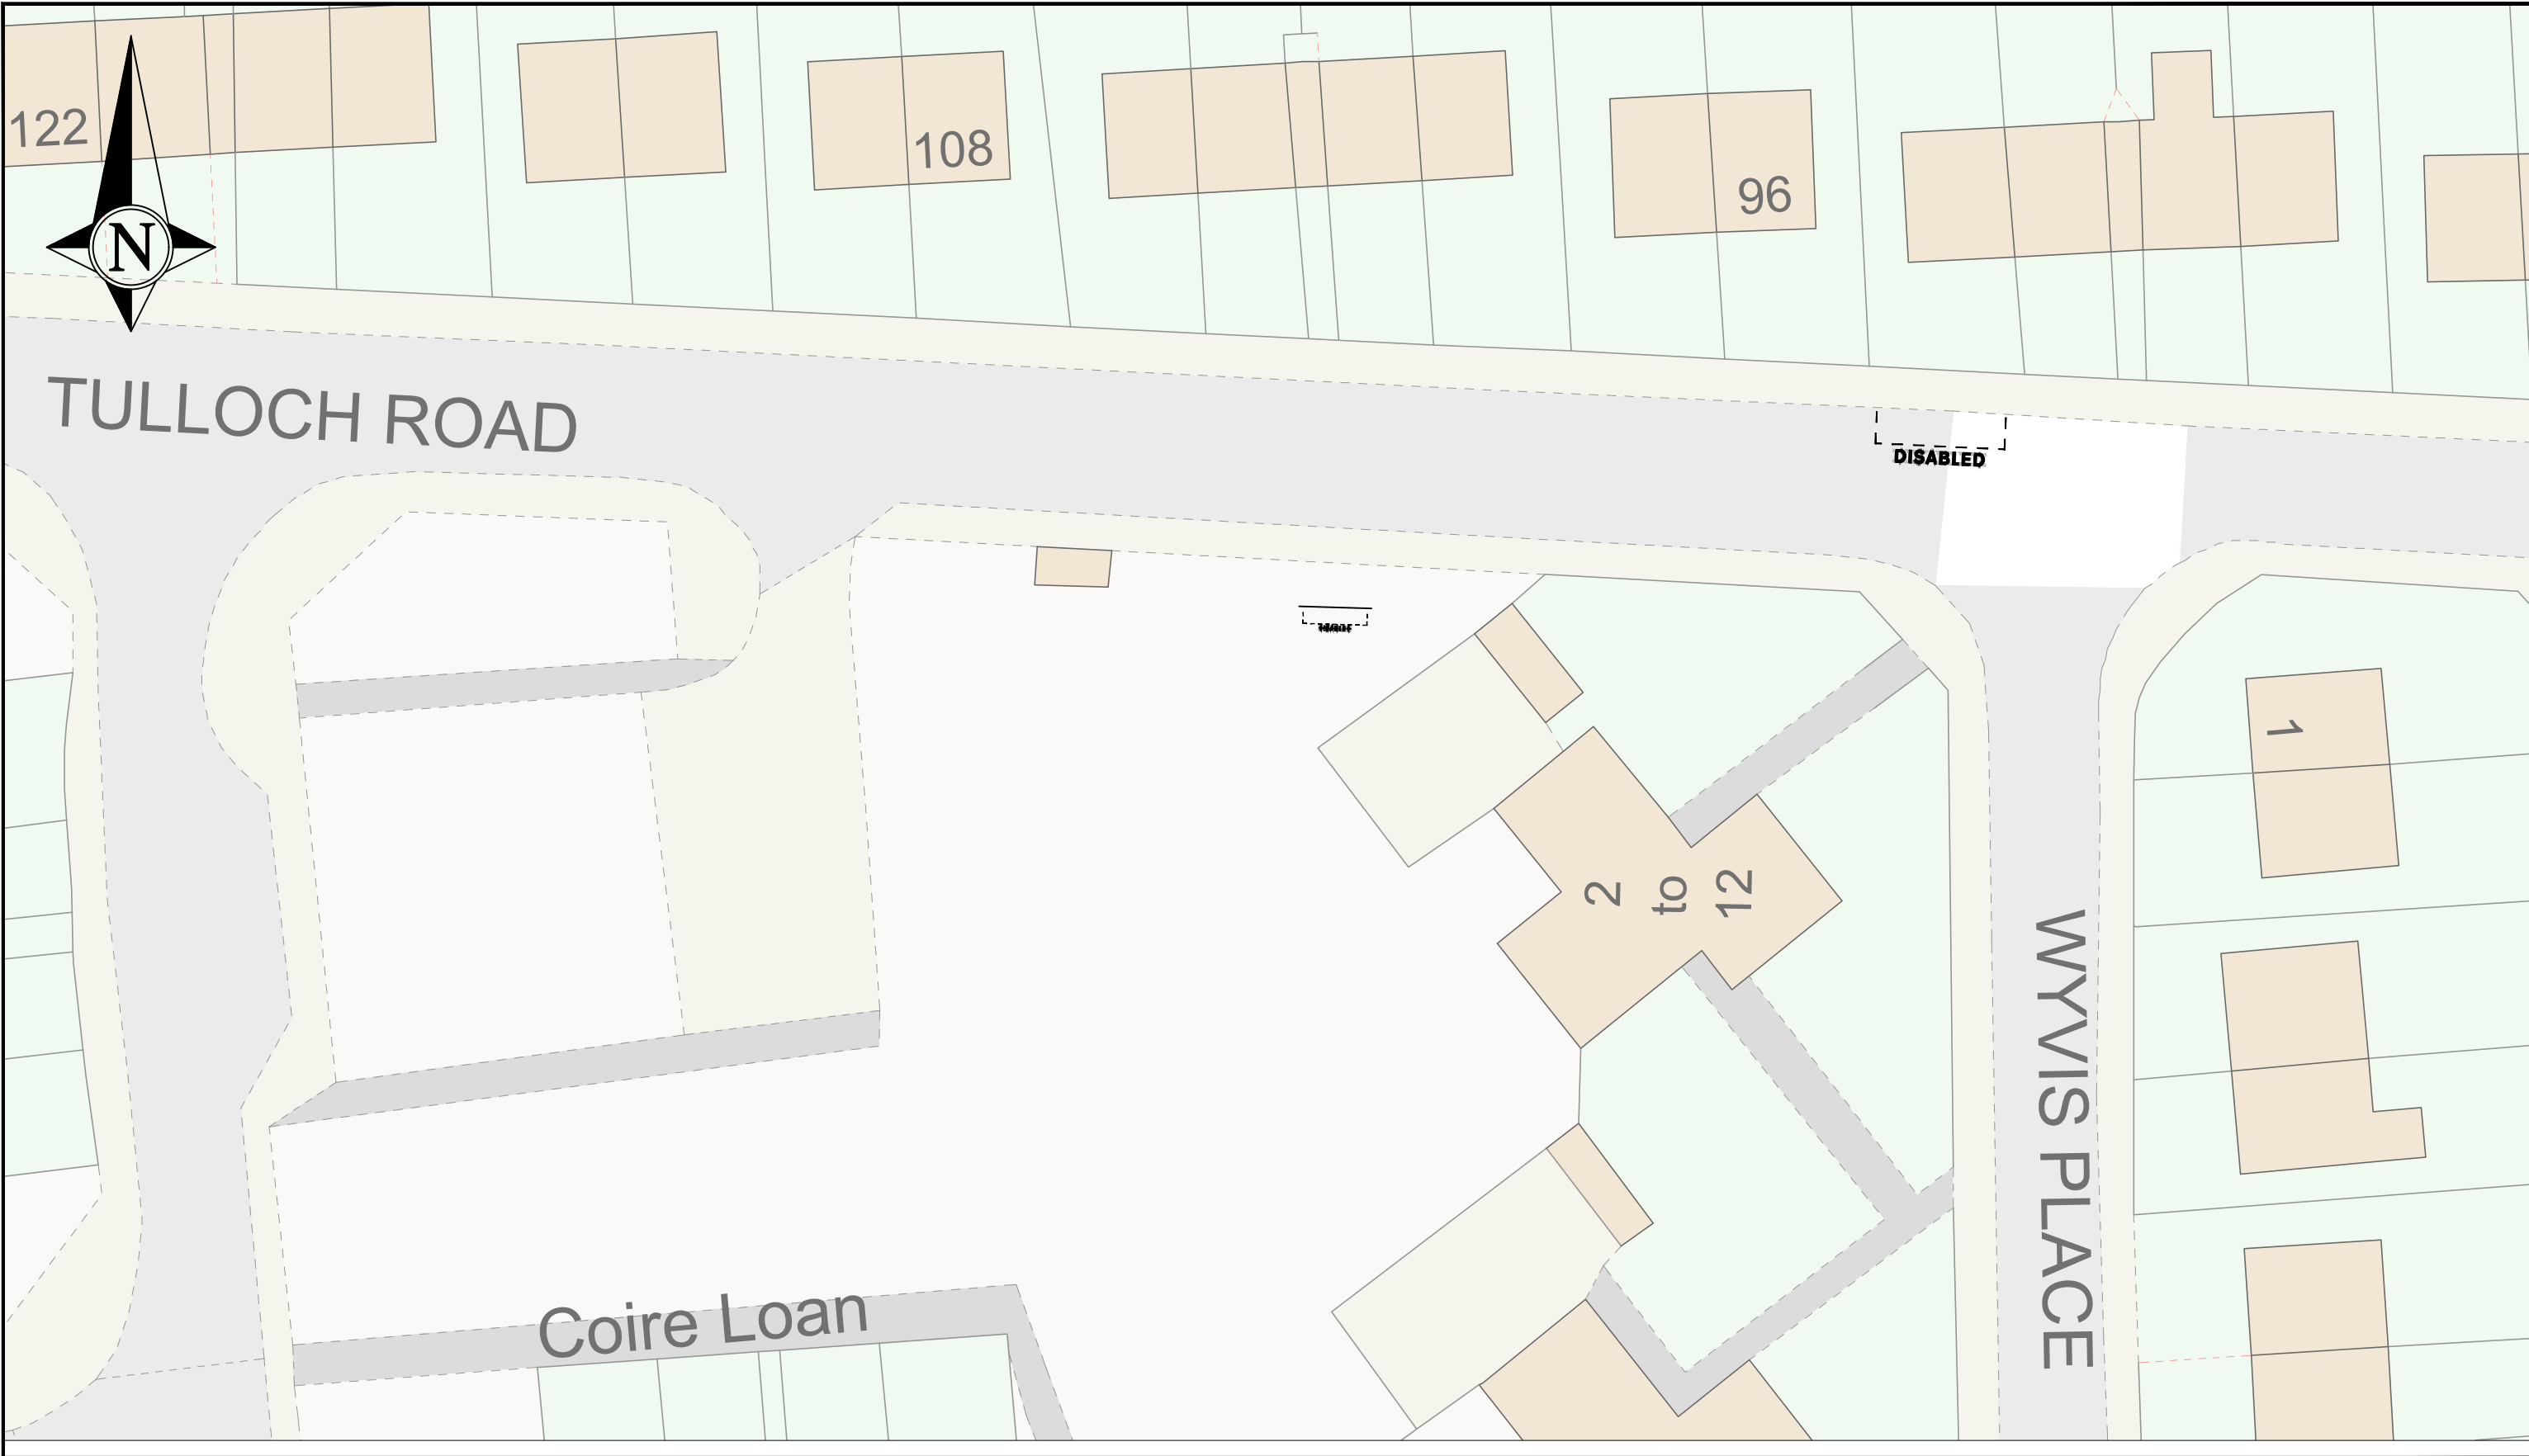 122
108
96
N
TULLOCH ROAD
DISABLED
1
2
to
12
WYVIS PLACE
Coire Loan